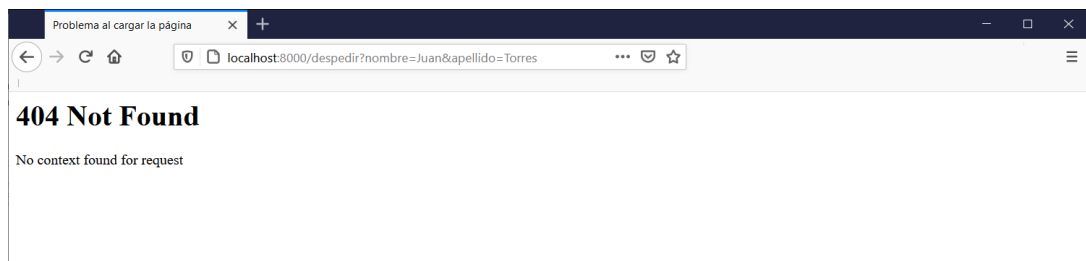 Problema al cargar la página
localhost:8000/despedir?nombre=Juan&apellido=Torres
404 Not Found
No context found for request